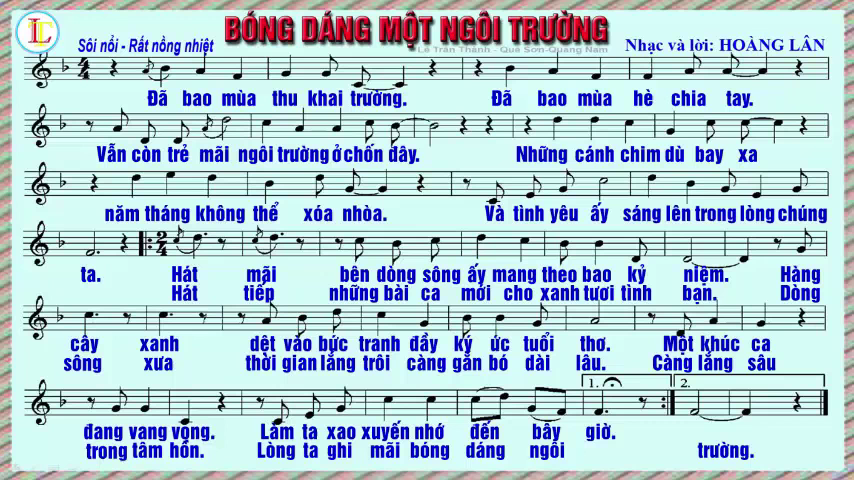 LC
BÓNG DÁNG MỘT NGÔI TRƯỜNG
Lê Trần Thành - Quế Sơn-Quảng Nam
Sôi nổi - Rất nồng nhiệt
Nhạc và lời: HOÀNG LÂN
Đã bao mùa thu khai trường. Đã bao mùa hè chia tay.
Vẫn còn trẻ mãi ngôi trường ở chốn đây. Những cánh chim dù bay xa
năm tháng không thể xóa nhòa. Và tình yêu ấy sáng lên trong lòng chúng
ta. Hát mãi bên dòng sông ấy mang theo bao kỷ niệm. Hàng
Hát tiếp những bài ca mới cho xanh tươi tình bạn. Dòng
cây xanh dệt vào bức tranh đầy ký ức tuổi thơ. Một khúc ca
sông xưa thời gian lắng trôi càng gắn bó dài lâu. Càng lắng sâu
1. 2.
đang vang vọng. Làm ta xao xuyến nhớ đến bây giờ.
trong tâm hồn. Lòng ta ghi mãi bóng dáng ngôi trường.